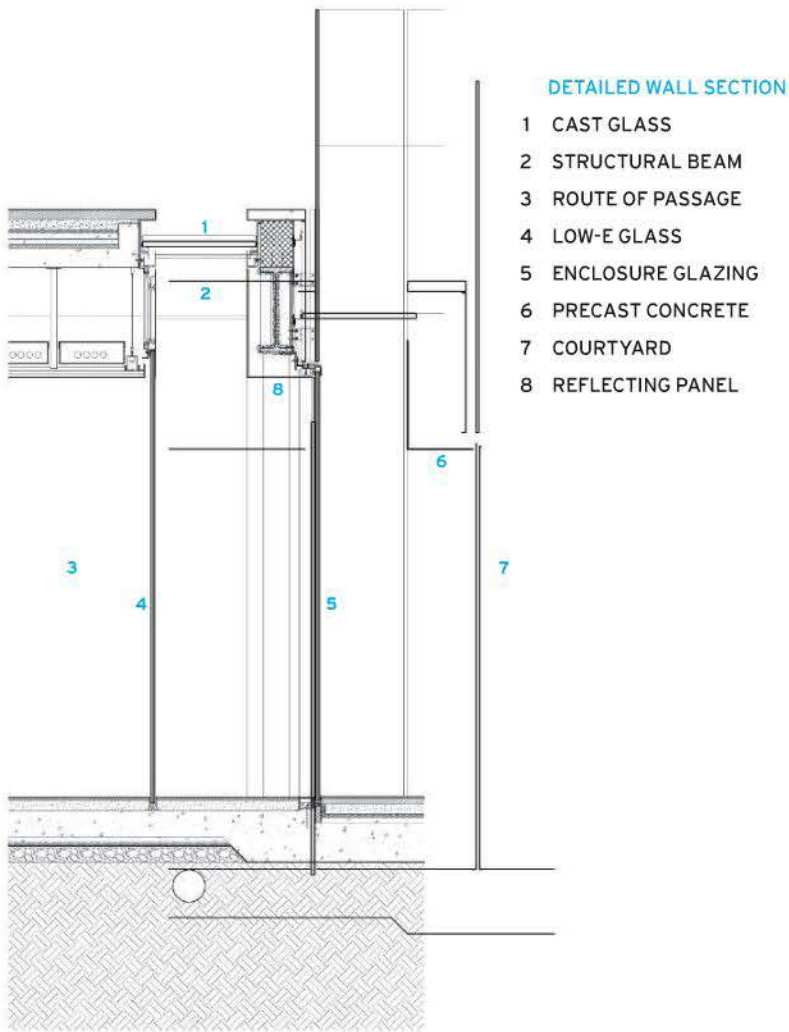 DETAILED WALL SECTION
1 CAST GLASS
2 STRUCTURAL BEAM
3 ROUTE OF PASSAGE
4 LOW-E GLASS
5 ENCLOSURE GLAZING
6 PRECAST CONCRETE
7 COURTYARD
8 REFLECTING PANEL
1
2
8
6
3
7
4
5